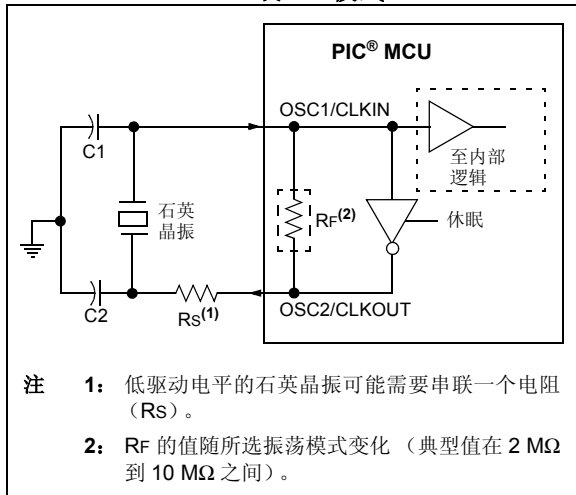 PIC® MCU
OSC1/CLKIN
C1
至内部
逻辑
石英
晶振
RF(2)
休眠
C2
RS(1)
OSC2/CLKOUT
注 1： 低驱动电平的石英晶振可能需要串联一个电阻
（RS）。
2： RF 的值随所选振荡模式变化 （典型值在 2 MΩ
到 10 MΩ 之间）。